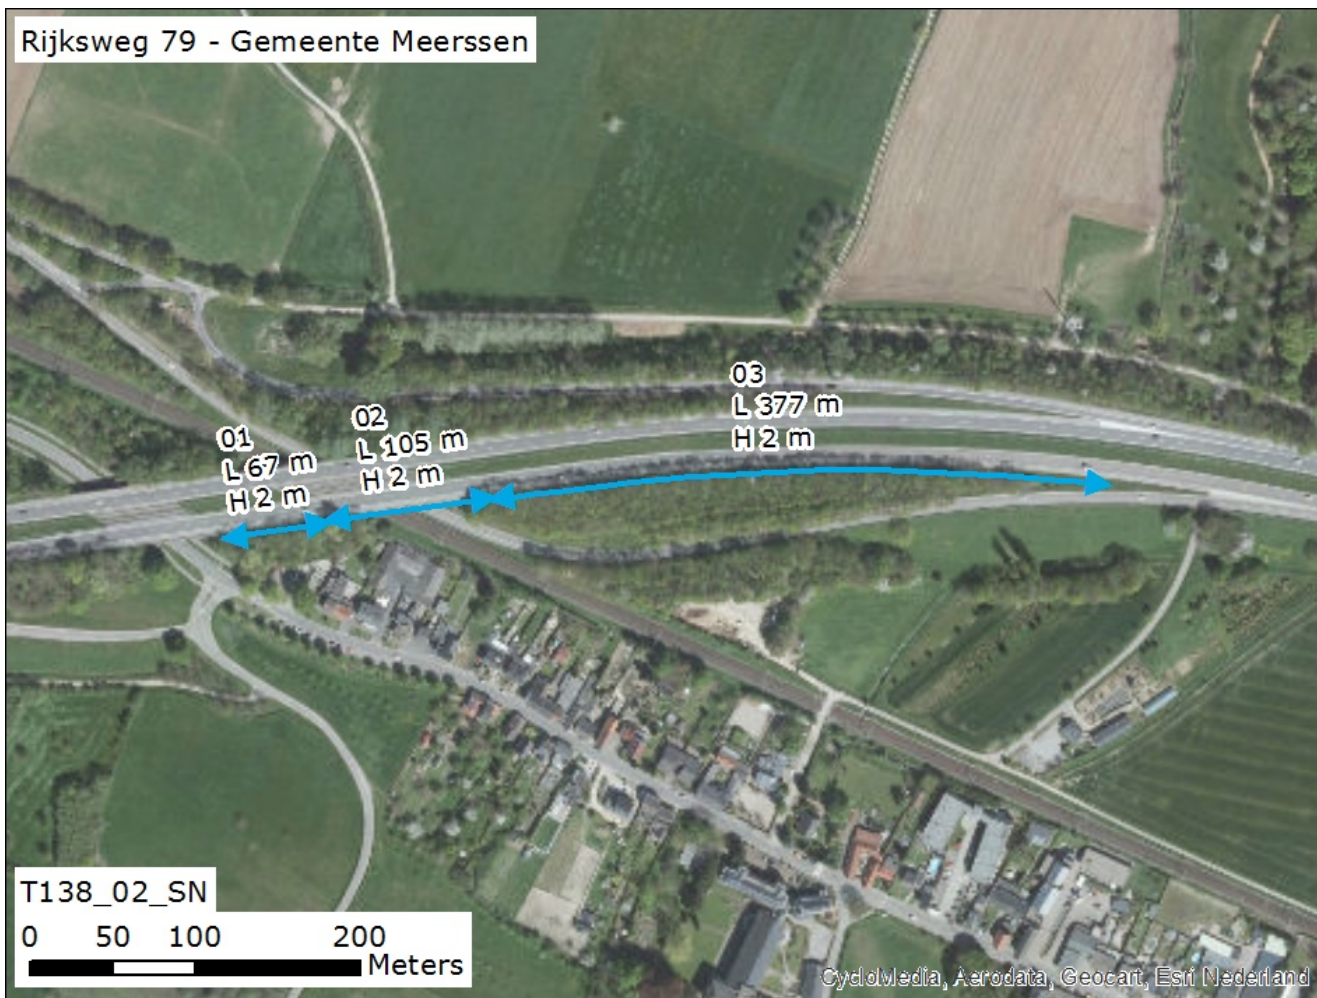 Rijksweg 79 - Gemeente Meerssen
03
L 377 m
H 2 m
02
L 105 m
H 2 m
01
L 67 m
H 2 m
T138_02_SN
0 50 100 200
Meters
CycloMedia, Aerodata, Geocart, Esri Nederland